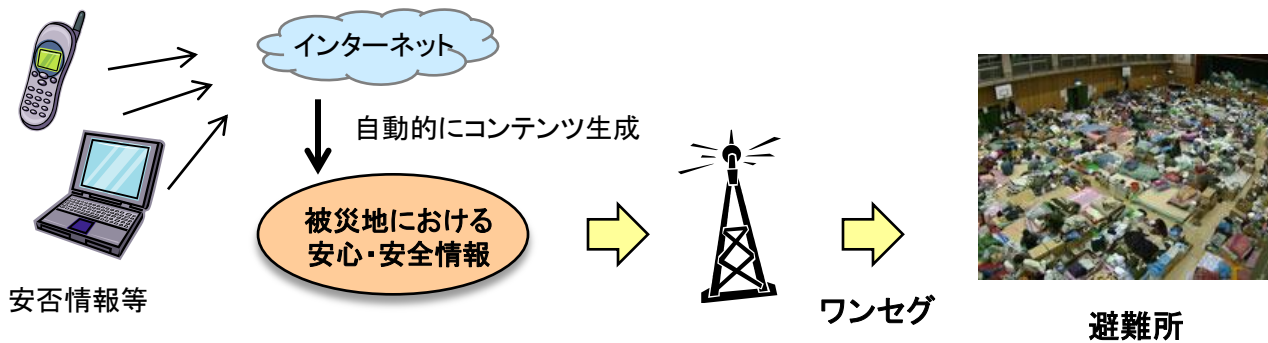 インターネット
自動的にコンテンツ生成
被災地における
安心・安全情報
安否情報等
ワンセグ
避難所